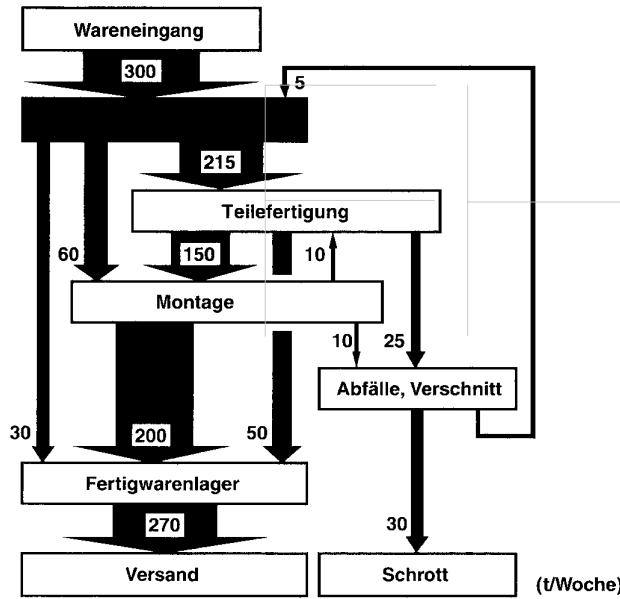 Wareneingang
300
5
215
Teilefertigung
60
150
10
Montage
10
25
Abfälle, Verschnitt
30
200
50
Fertigwarenlager
270
30
Versand
Schrott
(t/Woche)